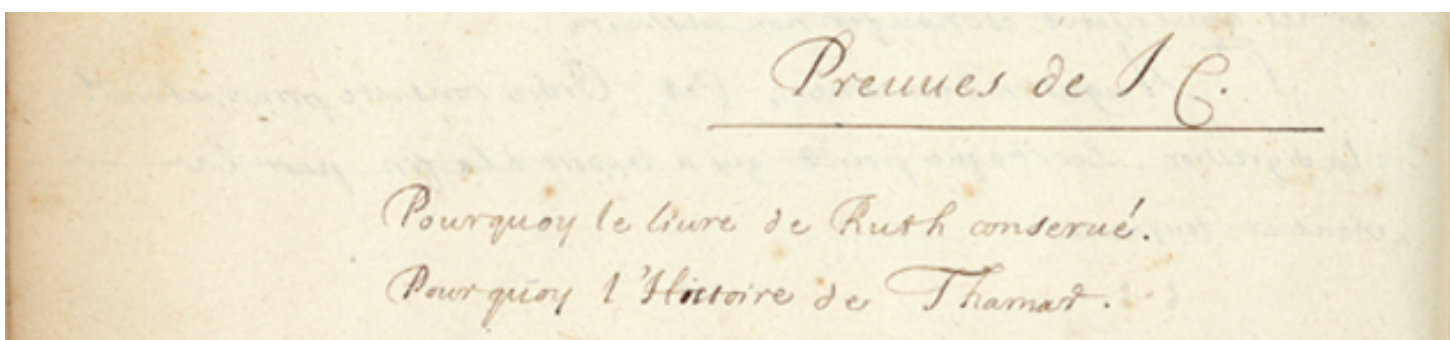 Preuues de J C.
Pourquoy le liure de Ruth conserué.
Pourquoy l'Histoire de Thamar.